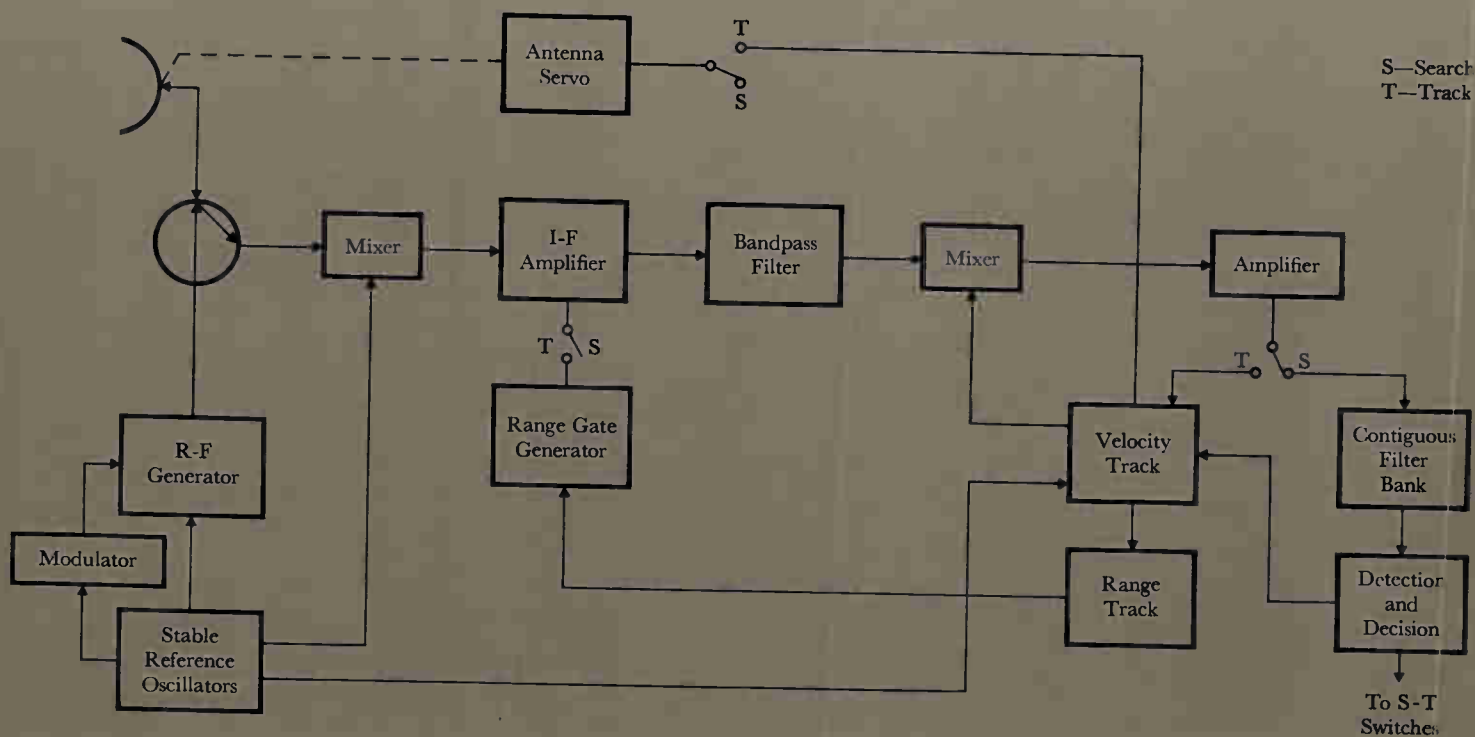 Antenna
Servo
T
S
S—Search
T—Track
Mixer
I-F
Amplifier
Bandpass
Filter
Mixer
Amplifier
T
S
T
S
R-F
Generator
Range Gate
Generator
Velocity
Track
Contiguous
Filter
Bank
Modulator
Stable
Reference
Oscillators
Range
Track
Detection
and
Decision
To S-T
Switches